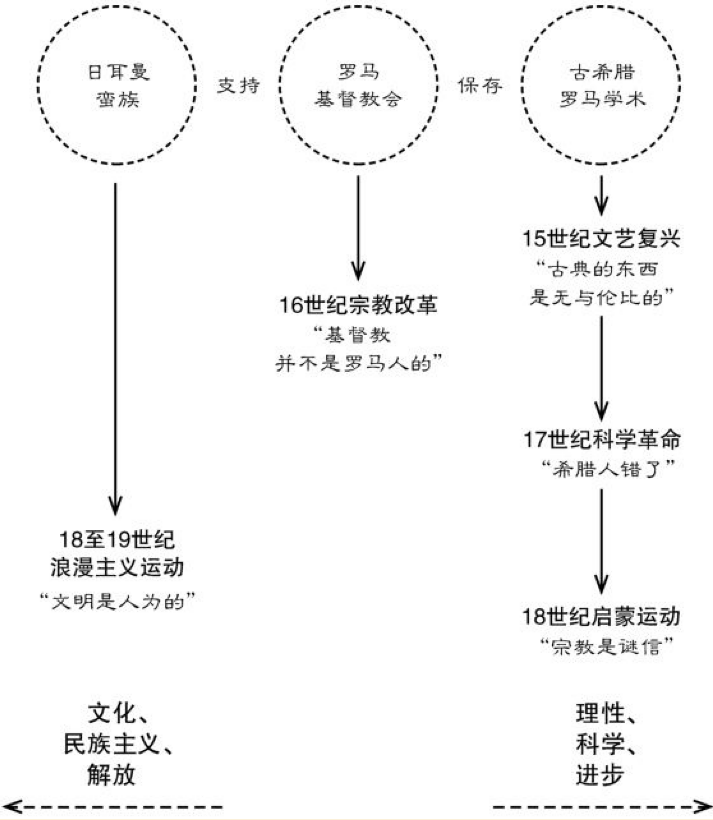 日耳曼
蛮族
支持
罗马
基督教会
保存
古希腊
罗马学术
15世纪文艺复兴
“古典的东西
是无与伦比的”
16世纪宗教改革
“基督教
并不是罗马人的”
17世纪科学革命
“希腊人错了”
18至19世纪
浪漫主义运动
“文明是人为的”
18世纪启蒙运动
“宗教是谜信”
文化、
民族主义、
解放
理性、
科学、
进步